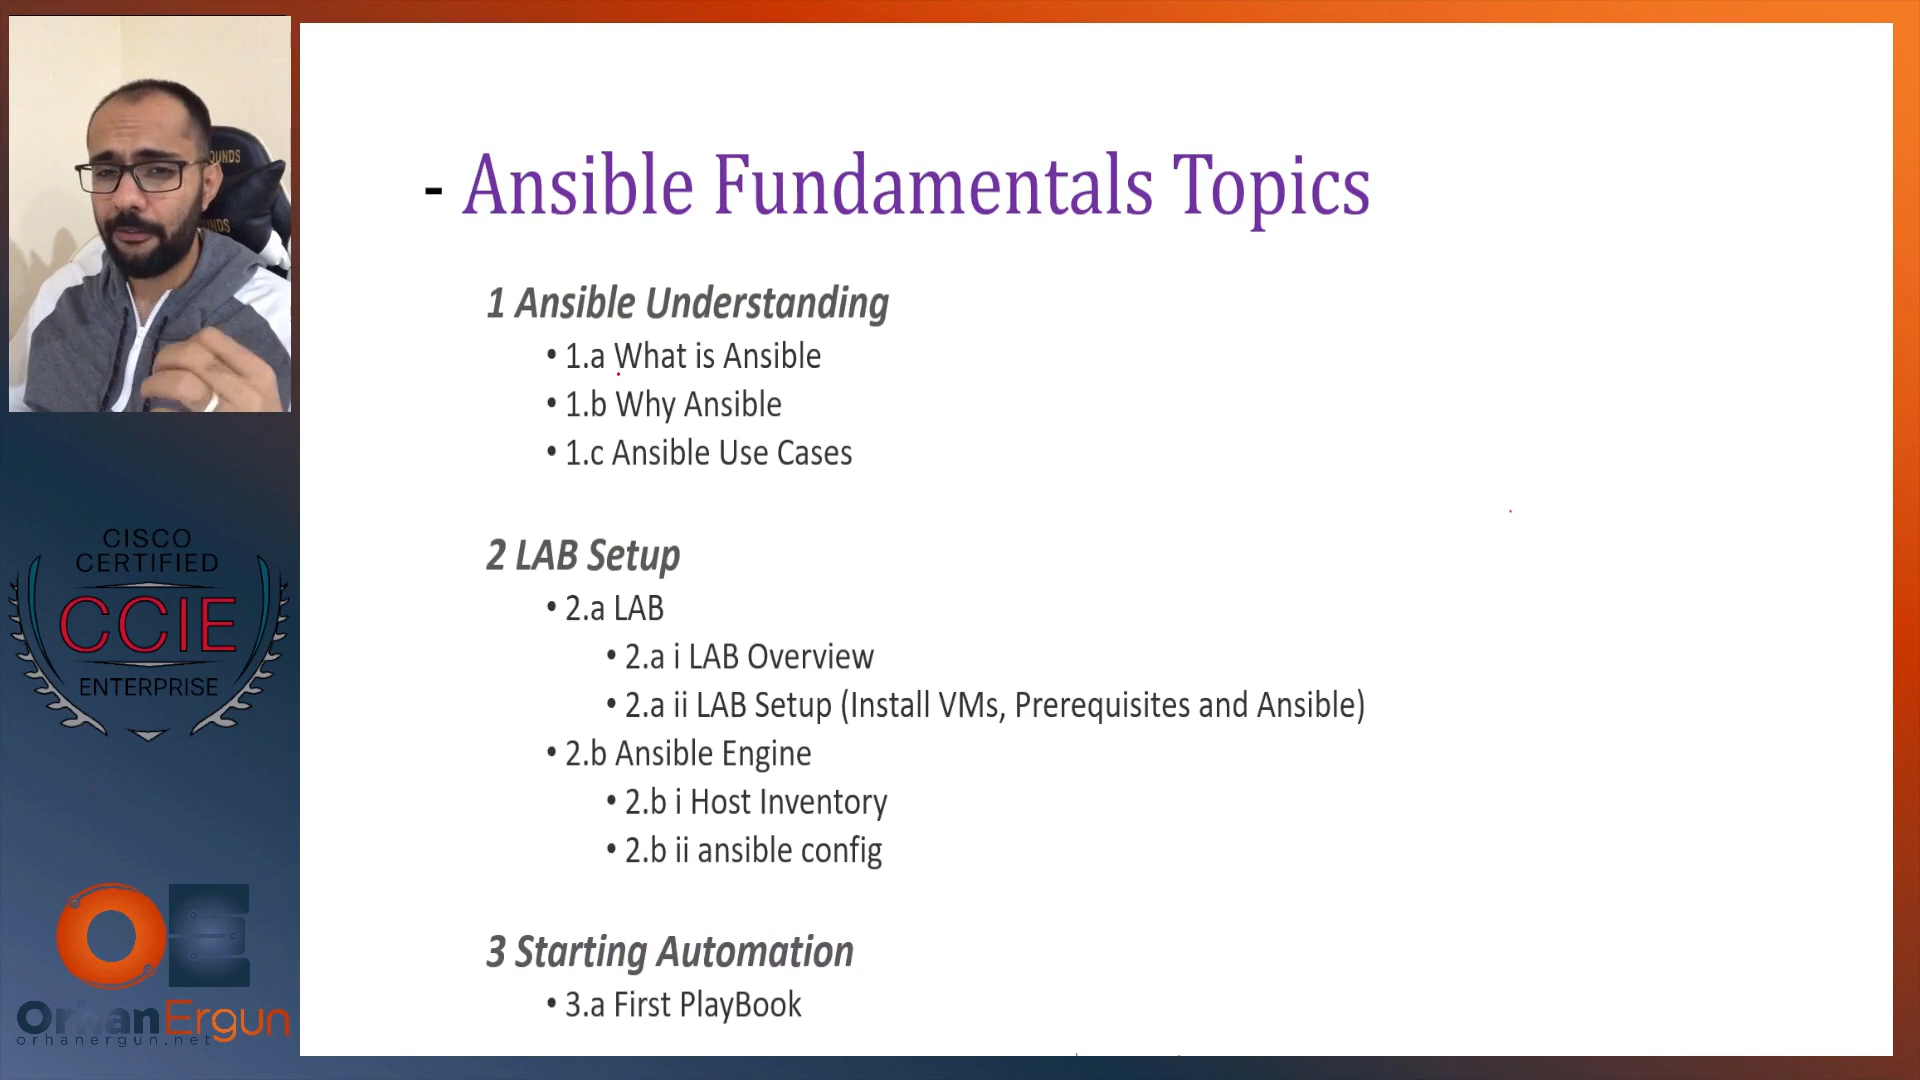 - Ansible Fundamentals Topics
1 Ansible Understanding
• 1.a What is Ansible
• 1.b Why Ansible
• 1.c Ansible Use Cases
2 LAB Setup
• 2.a LAB
• 2.a i LAB Overview
• 2.a ii LAB Setup (Install VMs, Prerequisites and Ansible)
• 2.b Ansible Engine
• 2.b i Host Inventory
• 2.b ii ansible config
3 Starting Automation
• 3.a First PlayBook
CISCO
CERTIFIED
CCIE
ENTERPRISE
OE
OrhanErgun
orhanergun.net